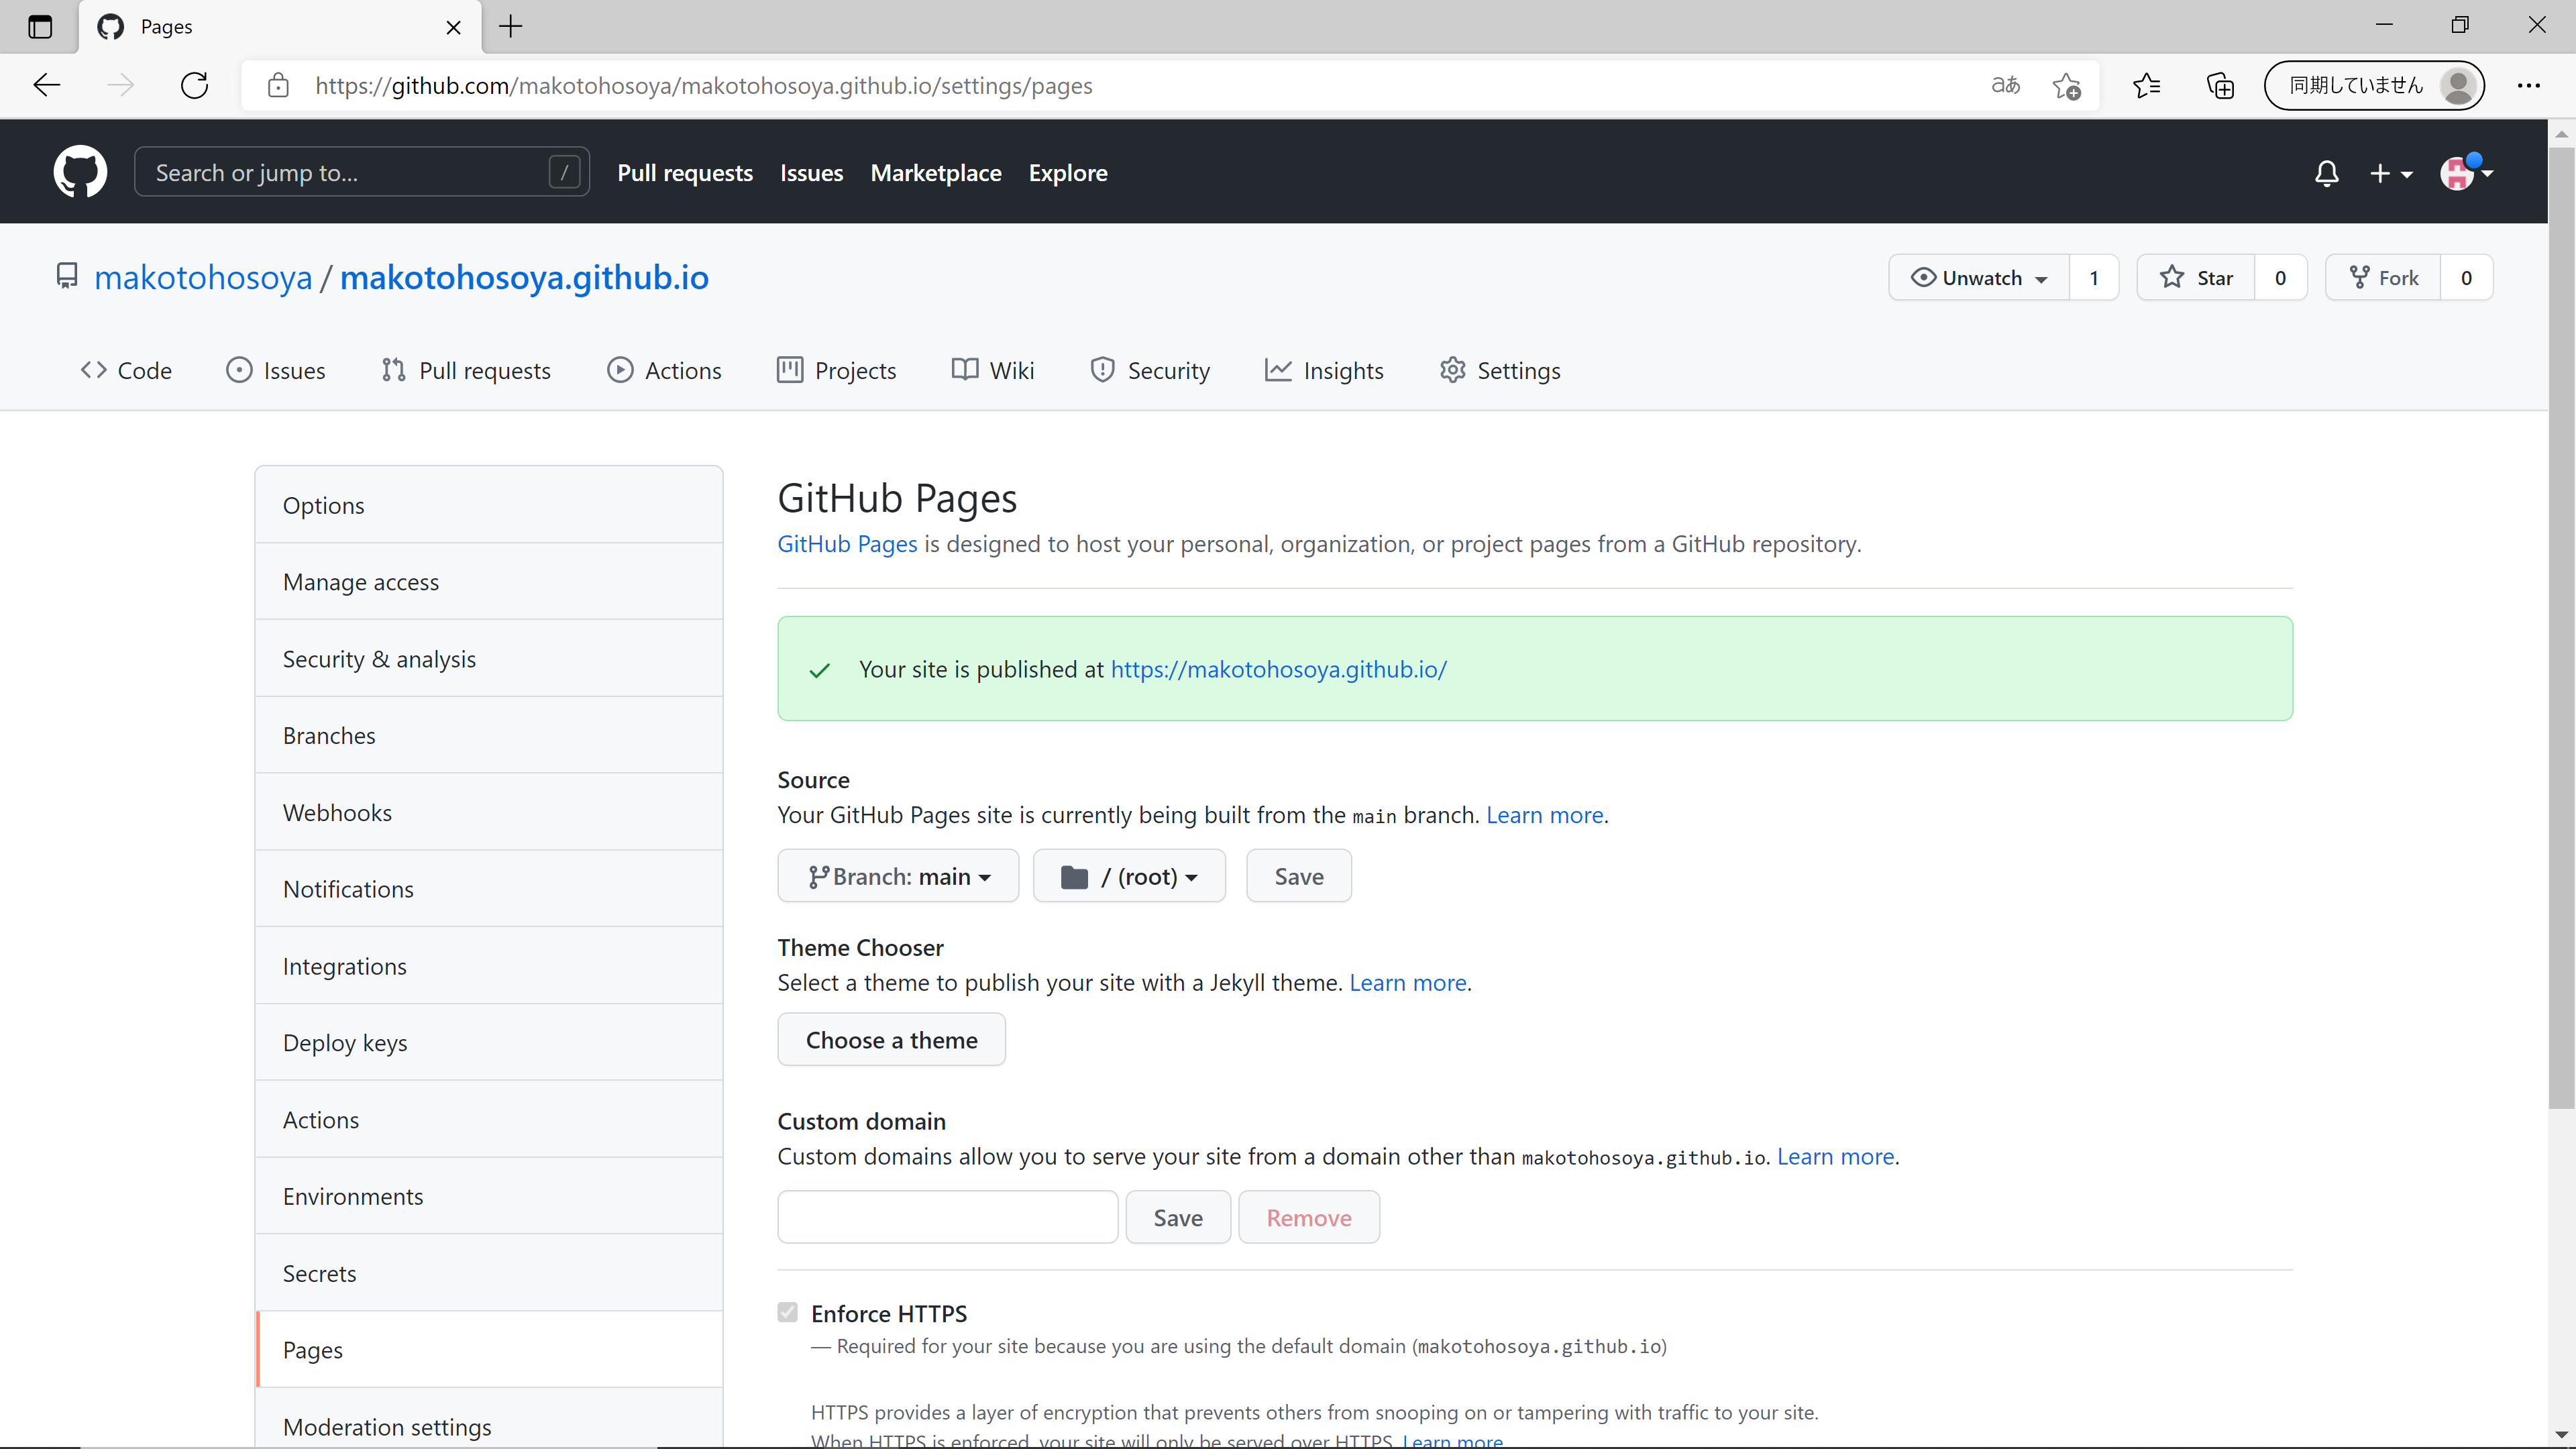 Pages
https://github.com/makotohosoya/makotohosoya.github.io/settings/pages
aあ
同期していません
Search or jump to...
/
Pull requests
Issues
Marketplace
Explore
makotohosoya / makotohosoya.github.io
Unwatch
1
Star
0
Fork
0
Code
Issues
Pull requests
Actions
Projects
Wiki
Security
Insights
Settings
Options
Manage access
Security & analysis
Branches
Webhooks
Notifications
Integrations
Deploy keys
Actions
Environments
Secrets
Pages
Moderation settings
GitHub Pages
GitHub Pages is designed to host your personal, organization, or project pages from a GitHub repository.
Your site is published at https://makotohosoya.github.io/
Source
Your GitHub Pages site is currently being built from the main branch. Learn more.
Branch: main
/ (root)
Save
Theme Chooser
Select a theme to publish your site with a Jekyll theme. Learn more.
Choose a theme
Custom domain
Custom domains allow you to serve your site from a domain other than makotohosoya.github.io. Learn more.
Save
Remove
Enforce HTTPS
— Required for your site because you are using the default domain (makotohosoya.github.io)
HTTPS provides a layer of encryption that prevents others from snooping on or tampering with traffic to your site.
When HTTPS is enforced, your site will only be served over HTTPS. Learn more